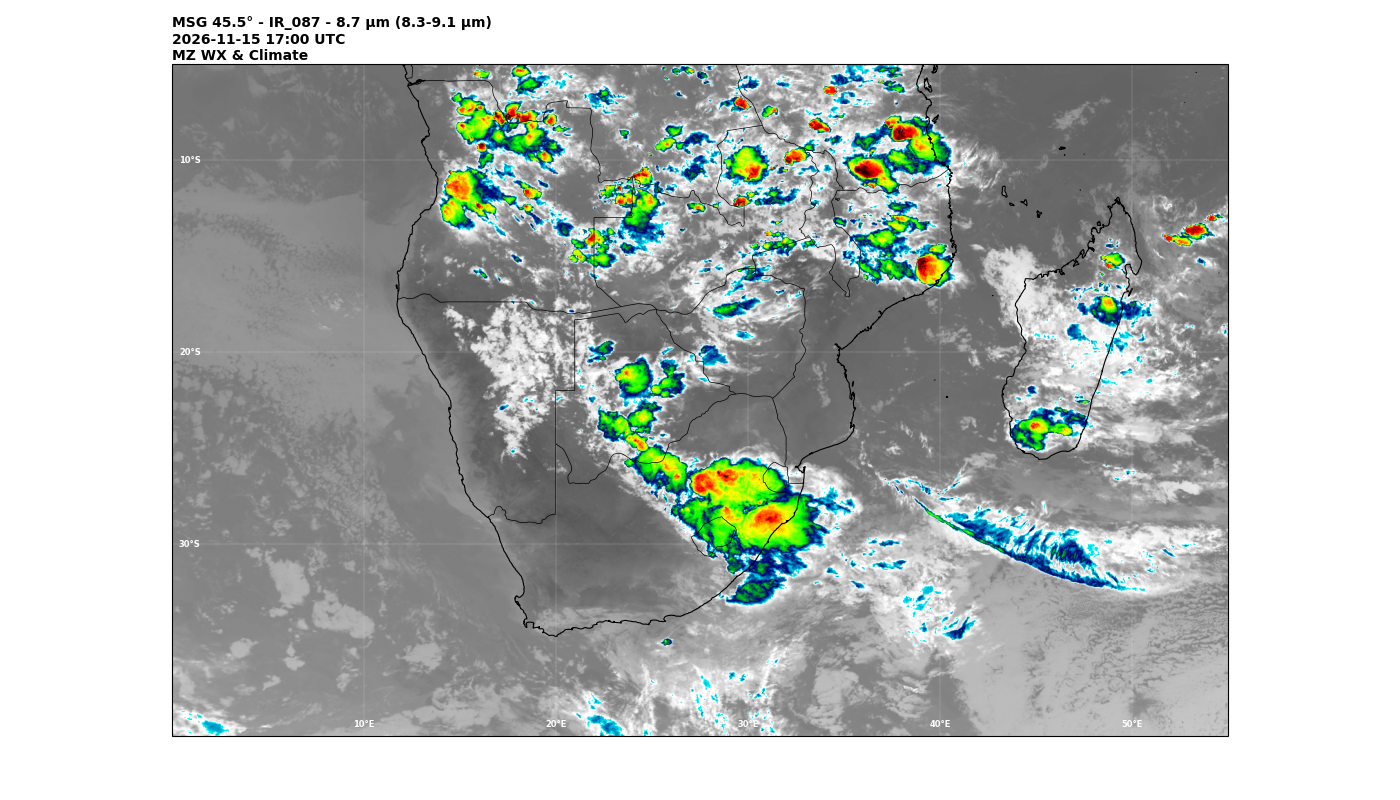 MSG 45.5° - IR_087 - 8.7 µm (8.3-9.1 µm)
2026-11-15 17:00 UTC
MZ WX & Climate
10°S
20°S
30°S
10°E
20°E
30°E
40°E
50°E